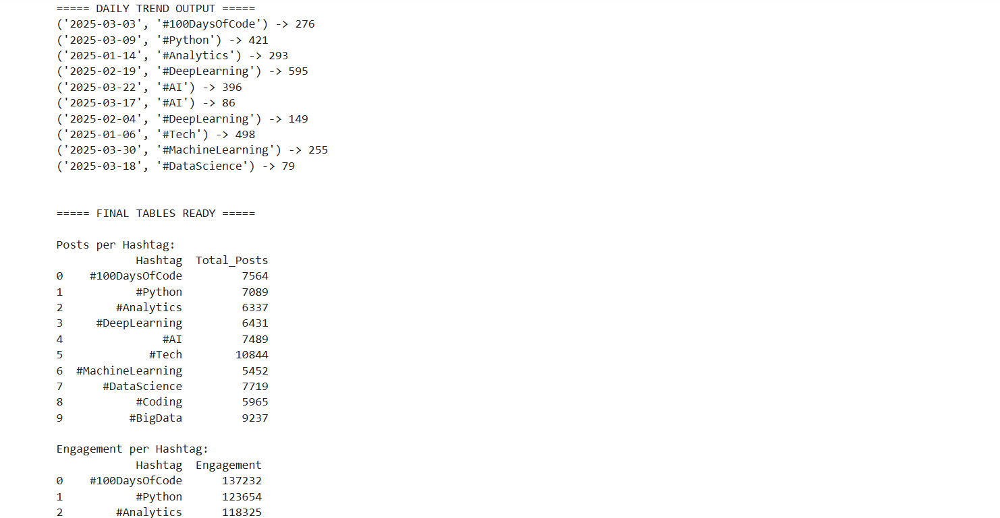 ===== DAILY TREND OUTPUT =====
('2025-03-03', '#100DaysOfCode') -> 276
('2025-03-09', '#Python') -> 421
('2025-01-14', '#Analytics') -> 293
('2025-02-19', '#DeepLearning') -> 595
('2025-03-22', '#AI') -> 396
('2025-03-17', '#AI') -> 86
('2025-02-04', '#DeepLearning') -> 149
('2025-01-06', '#Tech') -> 498
('2025-03-30', '#MachineLearning') -> 255
('2025-03-18', '#DataScience') -> 79
===== FINAL TABLES READY =====
Posts per Hashtag:
Hashtag  Total_Posts
0    #100DaysOfCode         7564
1           #Python         7089
2        #Analytics         6337
3     #DeepLearning         6431
4               #AI         7489
5             #Tech        10844
6  #MachineLearning         5452
7      #DataScience         7719
8           #Coding         5965
9          #BigData         9237
Engagement per Hashtag:
Hashtag  Engagement
0    #100DaysOfCode      137232
1           #Python      123654
2        #Analytics      118325